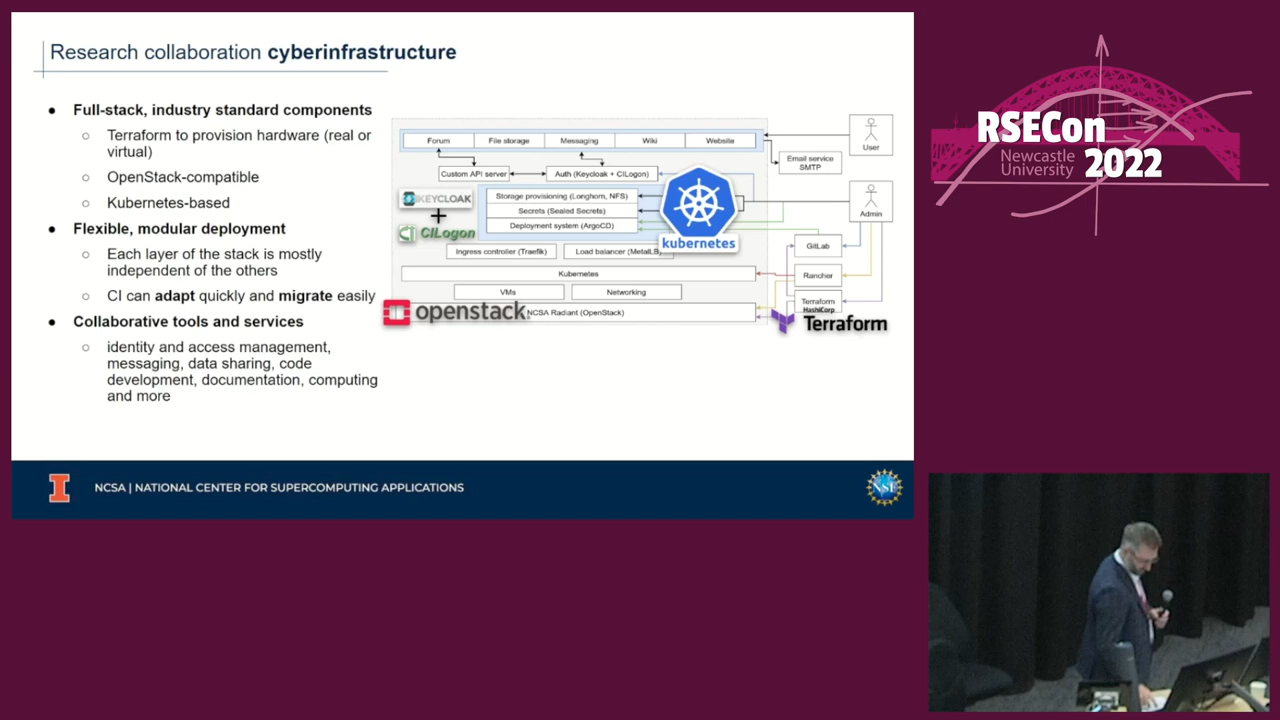 Research collaboration cyberinfrastructure
● Full-stack, industry standard components
○ Terraform to provision hardware (real or
virtual)
○ OpenStack-compatible
○ Kubernetes-based
● Flexible, modular deployment
○ Each layer of the stack is mostly
independent of the others
○ CI can adapt quickly and migrate easily
● Collaborative tools and services
○ identity and access management,
messaging, data sharing, code
development, documentation, computing
and more
Forum File storage Messaging Wiki Website
User
Email service
SMTP
Custom API server
Auth (Keycloak + CILogon)
KEYCLOAK
+
CILogon
Storage provisioning (Longhorn, NFS)
Secrets (Sealed Secrets)
Deployment system (ArgoCD)
kubernetes
Admin
Ingress controller (Traefik)
Load balancer (MetalLB)
GitLab
Kubernetes
Rancher
VMs
Networking
Terraform
openstack.
NCSA Radiant (OpenStack)
HashiCorp
Terraform
I
NCSA | NATIONAL CENTER FOR SUPERCOMPUTING APPLICATIONS
NSF
RSECon
Newcastle
University
2022